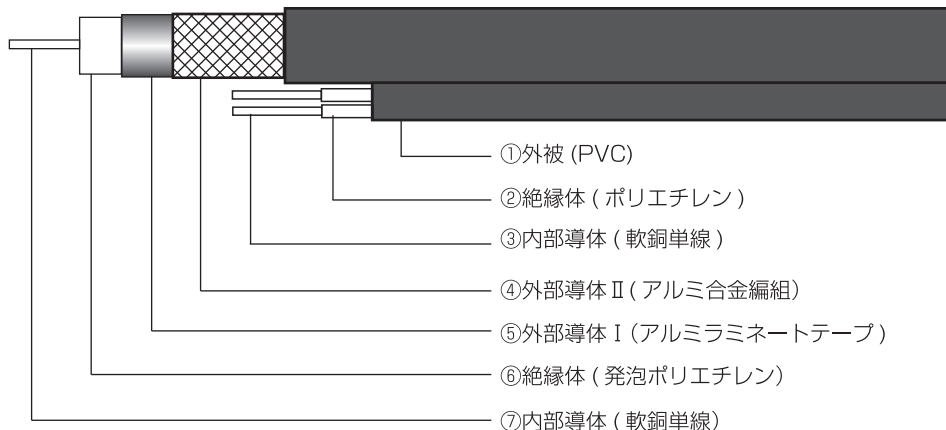 ①外被 (PVC)
②絶縁体 ( ポリエチレン )
③内部導体 ( 軟銅単線 )
④外部導体Ⅱ ( アルミ合金編組)
⑤外部導体Ⅰ (アルミラミネートテープ )
⑥絶縁体 ( 発泡ポリエチレン)
⑦内部導体 ( 軟銅単線)